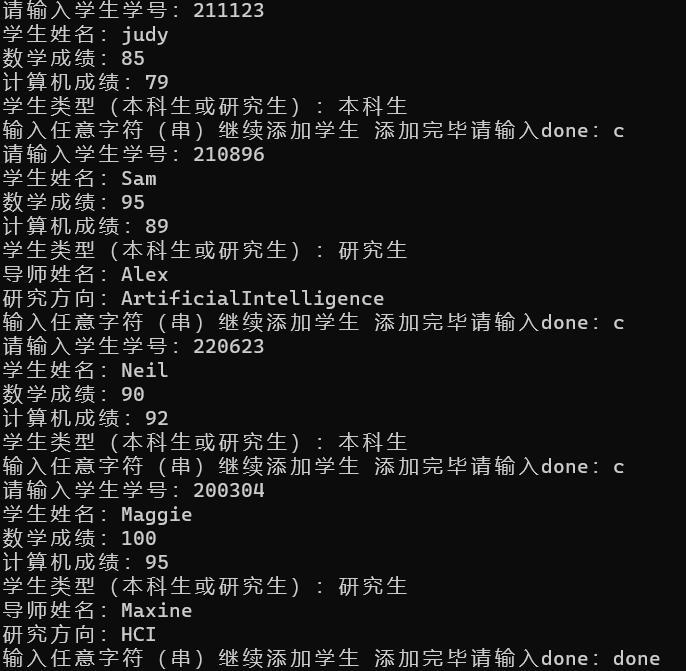 请输入学生学号：211123
学生姓名：judy
数学成绩：85
计算机成绩：79
学生类型（本科生或研究生）：本科生
输入任意字符（串）继续添加学生 添加完毕请输入done：c
请输入学生学号：210896
学生姓名：Sam
数学成绩：95
计算机成绩：89
学生类型（本科生或研究生）：研究生
导师姓名：Alex
研究方向：ArtificialIntelligence
输入任意字符（串）继续添加学生 添加完毕请输入done：c
请输入学生学号：220623
学生姓名：Neil
数学成绩：90
计算机成绩：92
学生类型（本科生或研究生）：本科生
输入任意字符（串）继续添加学生 添加完毕请输入done：c
请输入学生学号：200304
学生姓名：Maggie
数学成绩：100
计算机成绩：95
学生类型（本科生或研究生）：研究生
导师姓名：Maxine
研究方向：HCI
输入任意字符（串）继续添加学生 添加完毕请输入done：done